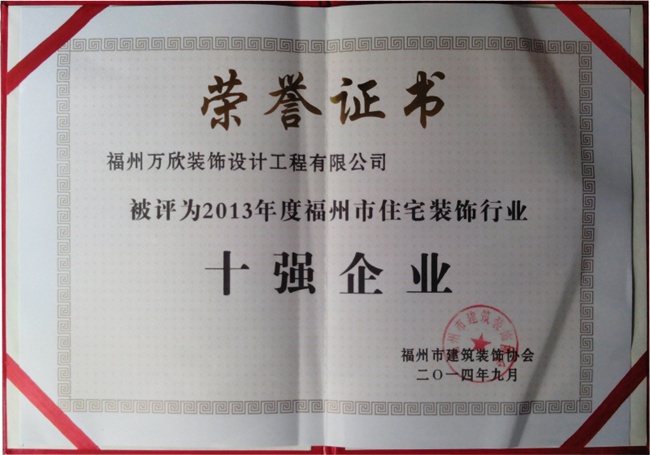 荣誉证书
福州万欣装饰设计工程有限公司
被评为2013年度福州市住宅装饰行业
十强企业
福州市建筑装饰协会
二〇一四年九月